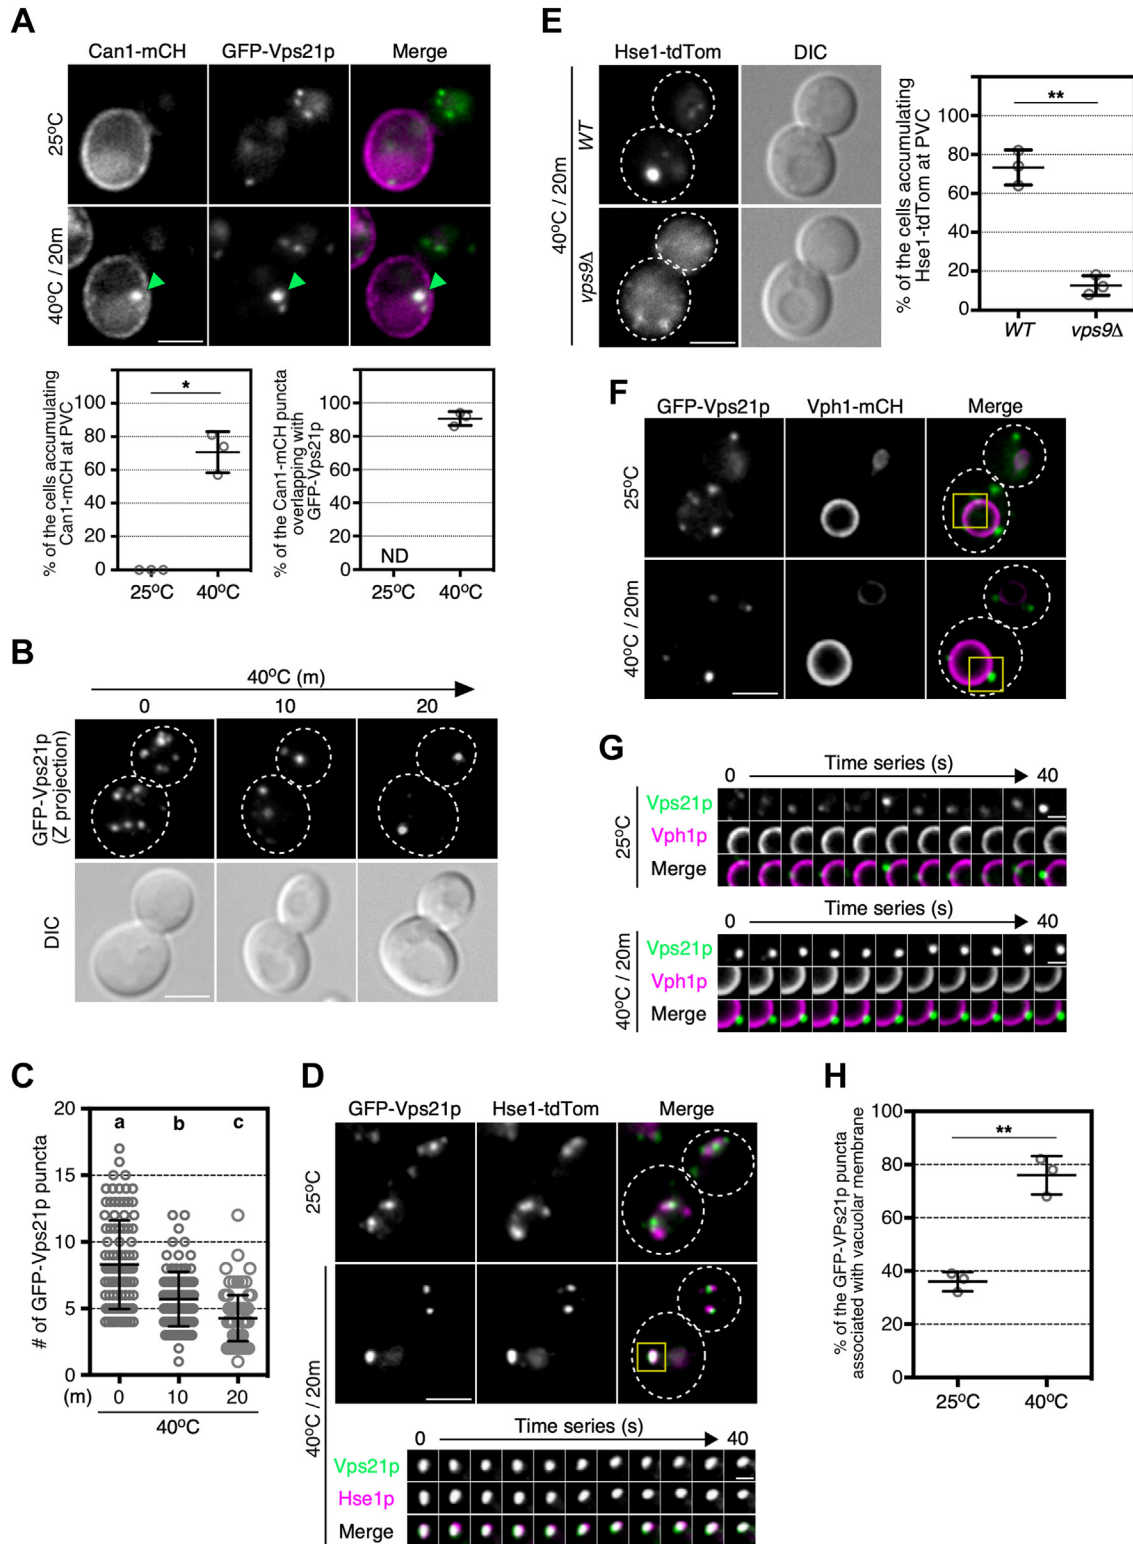 A
Can1-mCH GFP-Vps21p Merge
25ºC
40ºC / 20m
% of the cells accumulating
Can1-mCH at PVC
100
80
60
40
20
0
*
25ºC 40ºC
% of the Can1-mCH puncta
overlapping with
GFP-Vps21p
100
80
60
40
20
0
ND
25ºC 40ºC
B
40ºC (m)
0 10 20
GFP-Vps21p
(Z projection)
DIC
C
# of GFP-Vps21p puncta
20
15
10
5
0
a b c
(m) 0 10 20
40ºC
D
GFP-Vps21p Hse1-tdTom Merge
25ºC
40ºC / 20m
Time series (s)
0 40
Vps21p
Hse1p
Merge
E
Hse1-tdTom DIC
40ºC / 20m
WT
vps9Δ
% of the cells accumulating
Hse1-tdTom at PVC
100
80
60
40
20
0
**
WT vps9Δ
F
GFP-Vps21p Vph1-mCH Merge
25ºC
40ºC / 20m
G
Time series (s)
0 40
25ºC
Vps21p
Vph1p
Merge
Time series (s)
0 40
40ºC / 20m
Vps21p
Vph1p
Merge
H
% of the GFP-VPs21p puncta
associated with vacuolar membrane
100
80
60
40
20
0
**
25ºC 40ºC